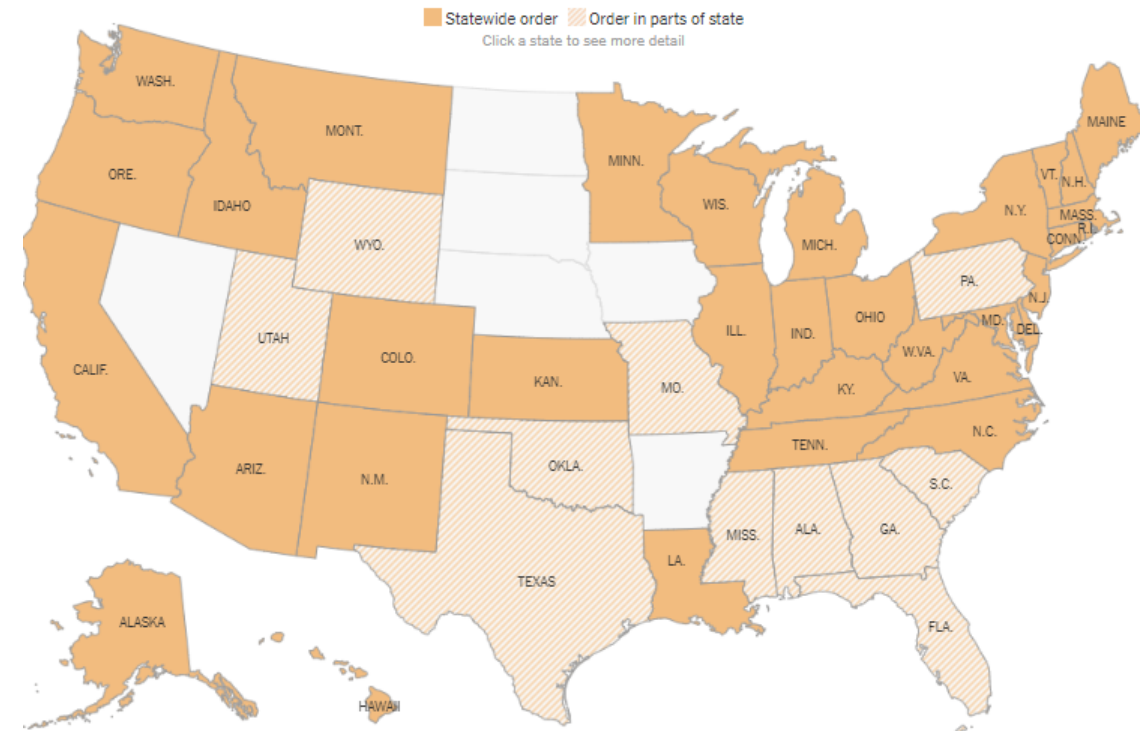 Statewide order Order in parts of state
Click a state to see more detail
WASH.
MONT.
ORE.
IDAHO
WYO.
MINN.
WIS.
MICH.
MAINE
VT.
N.H.
N.Y.
MASS.
R.I.
CONN.
PA.
N.J.
UTAH
COLO.
CALIF.
KAN.
MO.
ILL.
IND.
OHIO
MD.
DEL.
W.VA.
VA.
KY.
N.C.
TENN.
ARIZ.
N.M.
OKLA.
S.C.
MISS.
ALA.
GA.
TEXAS
LA.
FLA.
ALASKA
HAWAII